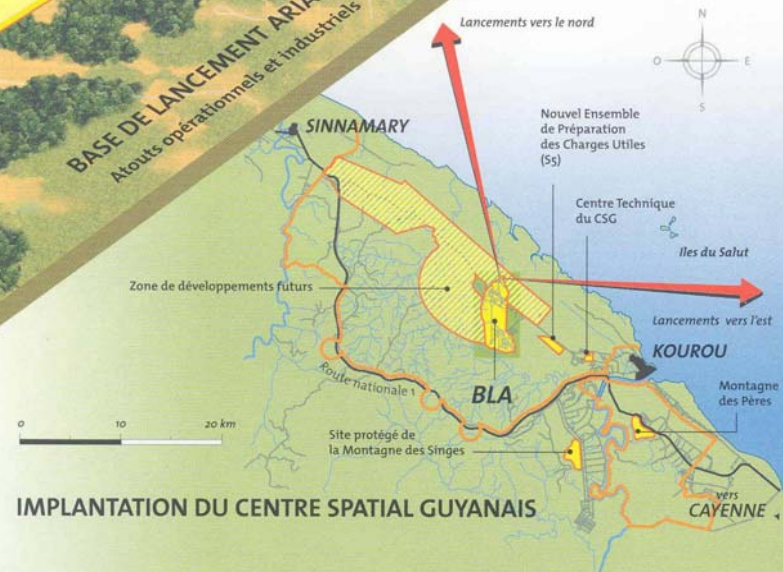 BASE DE LANCEMENT
Atouts opérationnels et industriels
Lancements vers le nord
N
O
E
S
SINNAMARY
Nouvel Ensemble
de Préparation
des Charges Utiles
(S5)
Centre Technique
du CSG
Iles du Salut
Zone de développements futurs
Lancements vers l'est
KOUROU
BLA
Montagne
des Pères
Route nationale 1
0
10
20 km
Site protégé de
la Montagne des Singes
vers
CAYENNE
IMPLANTATION DU CENTRE SPATIAL GUYANAIS